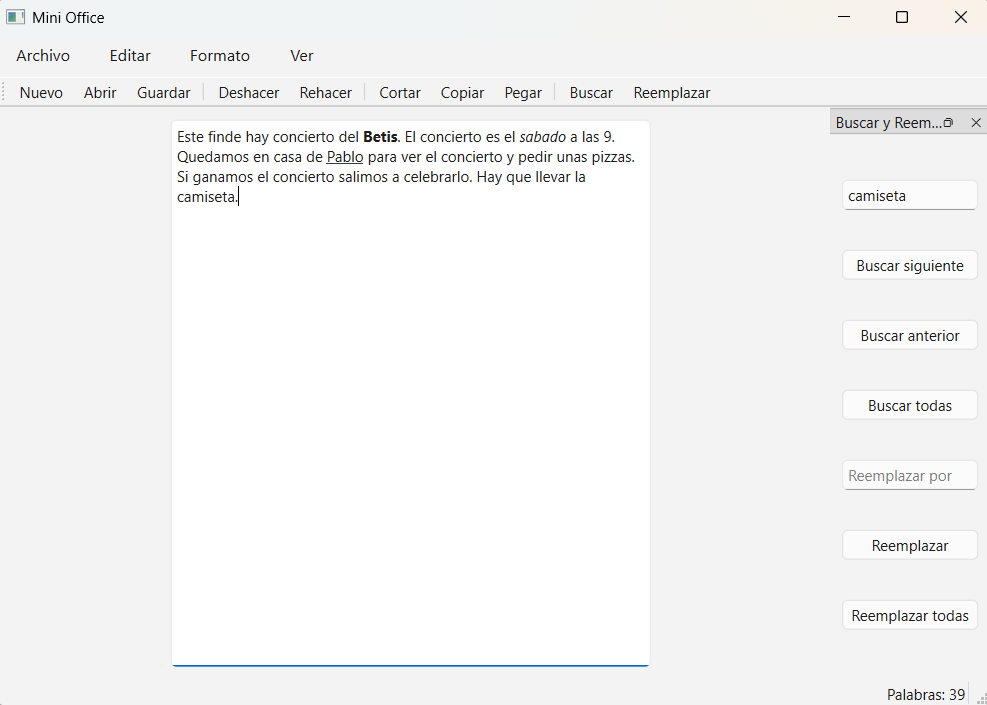 Mini Office
Archivo Editar Formato Ver
Nuevo Abrir Guardar Deshacer Rehacer Cortar Copiar Pegar Buscar Reemplazar
Este finde hay concierto del Betis. El concierto es el sabado a las 9.
Quedamos en casa de Pablo para ver el concierto y pedir unas pizzas.
Si ganamos el concierto salimos a celebrarlo. Hay que llevar la
camiseta.
Buscar y Reem...
camiseta
Buscar siguiente
Buscar anterior
Buscar todas
Reemplazar por
Reemplazar
Reemplazar todas
Palabras: 39